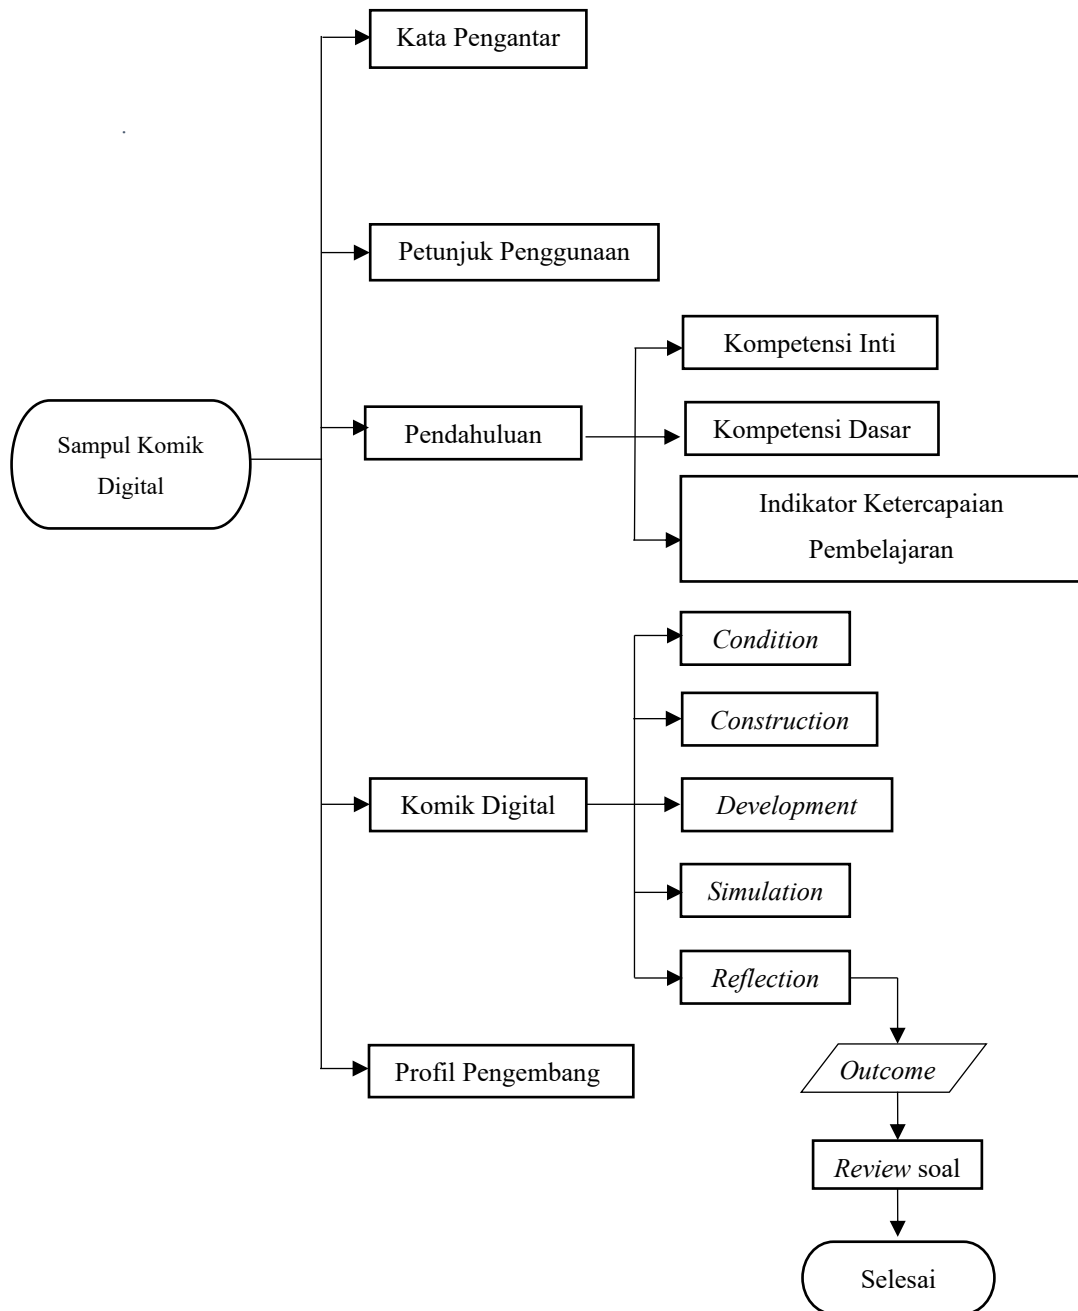 Kata Pengantar
Petunjuk Penggunaan
Kompetensi Inti
Pendahuluan
Kompetensi Dasar
Sampul Komik
Digital
Indikator Ketercapaian
Pembelajaran
Condition
Construction
Komik Digital
Development
Simulation
Reflection
Profil Pengembang
Outcome
Review soal
Selesai